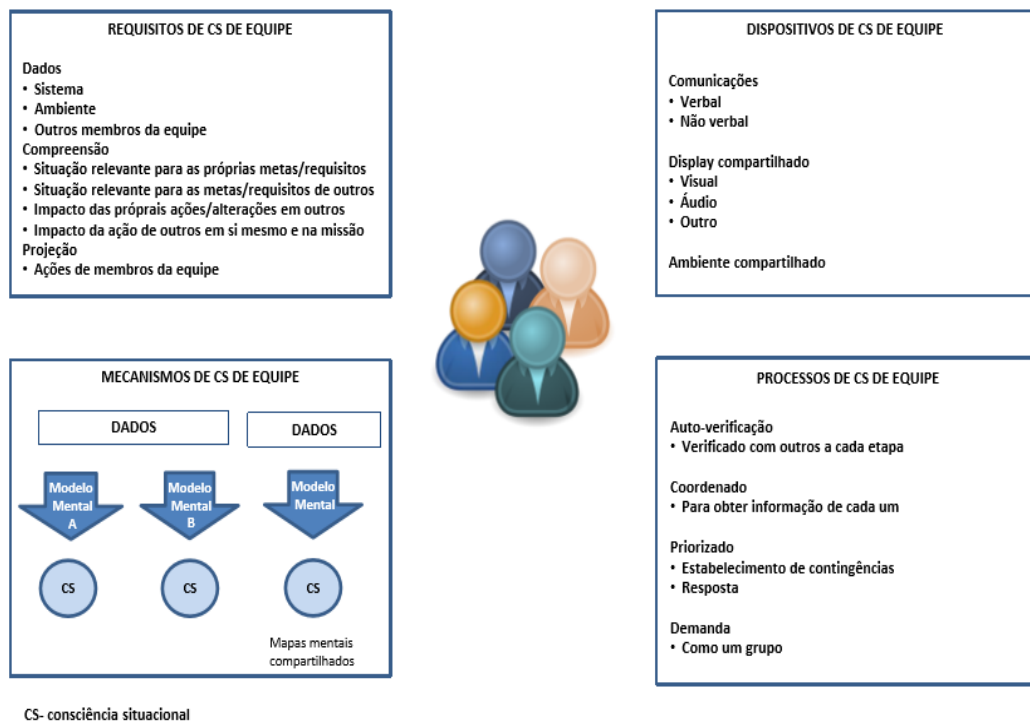 REQUISITOS DE CS DE EQUIPE
Dados
• Sistema
• Ambiente
• Outros membros da equipe
Compreensão
• Situação relevante para as próprias metas/requisitos
• Situação relevante para as metas/requisitos de outros
• Impacto das próprais ações/alterações em outros
• Impacto da ação de outros em si mesmo e na missão
Projeção
• Ações de membros da equipe
DISPOSITIVOS DE CS DE EQUIPE
Comunicações
• Verbal
• Não verbal
Display compartilhado
• Visual
• Áudio
• Outro
Ambiente compartilhado
MECANISMOS DE CS DE EQUIPE
DADOS
DADOS
Modelo
Mental
A
Modelo
Mental
B
Modelo
Mental
CS
CS
CS
Mapas mentais
compartilhados
PROCESSOS DE CS DE EQUIPE
Auto-verificação
• Verificado com outros a cada etapa
Coordenado
• Para obter informação de cada um
Priorizado
• Estabelecimento de contingências
• Resposta
Demanda
• Como um grupo
CS- consciência situacional